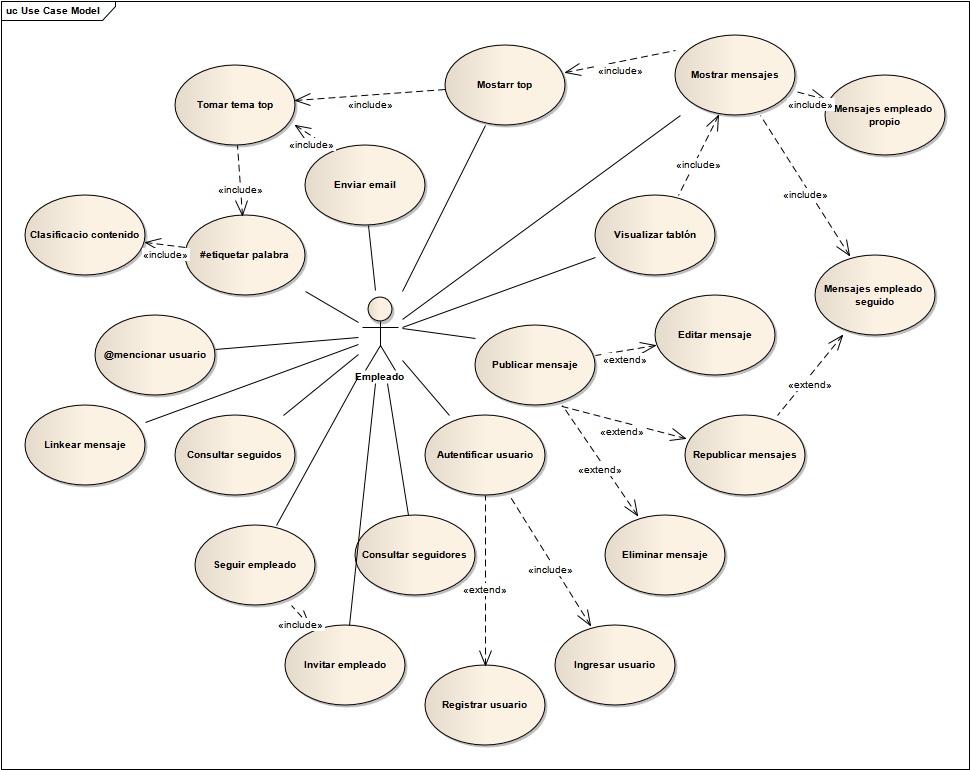 uc Use Case Model
Mostrar mensajes
«include»
Mostarr top
Tomar tema top
«include»
«include»
Mensajes empleado
propio
«include»
Enviar email
«include»
«include»
«include»
Clasificacio contenido
#etiquetar palabra
«include»
Visualizar tablón
Mensajes empleado
seguido
Empleado
@mencionar usuario
Publicar mensaje
Editar mensaje
«extend»
«extend»
Linkear mensaje
Consultar seguidos
Autentificar usuario
«extend»
Republicar mensajes
«extend»
Seguir empleado
Consultar seguidores
Eliminar mensaje
«include»
«extend»
«include»
Invitar empleado
Ingresar usuario
Registrar usuario